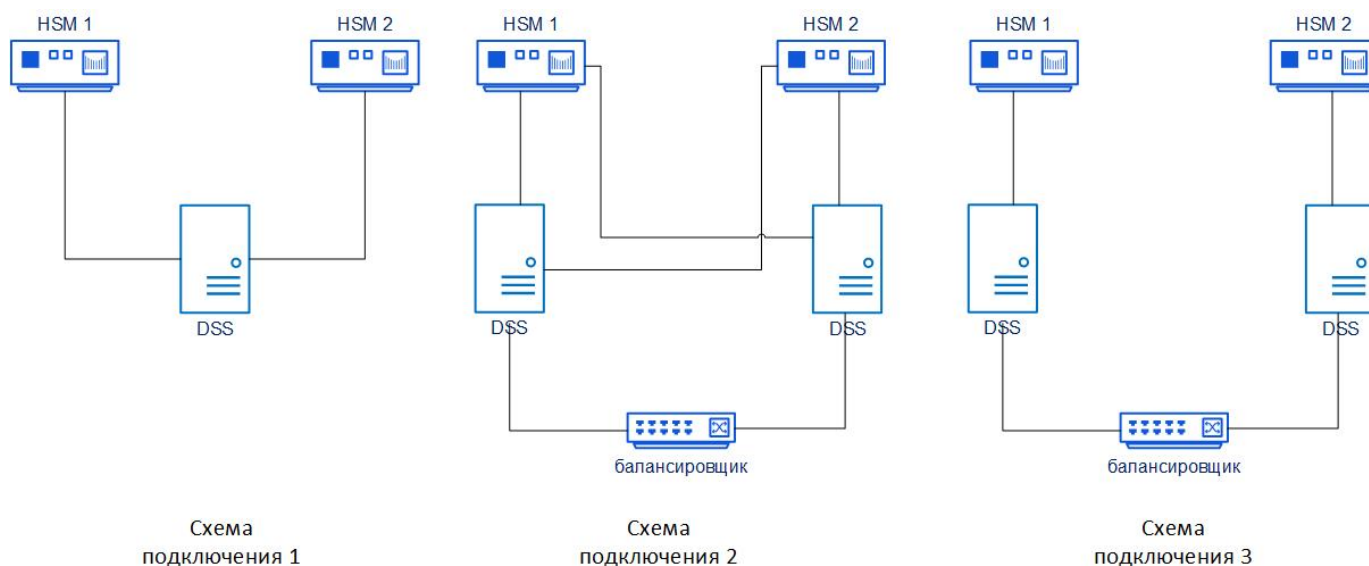 HSM 1
HSM 2
DSS
Схема
подключения 1
HSM 1
HSM 2
DSS
DSS
балансировщик
Схема
подключения 2
HSM 1
HSM 2
DSS
DSS
балансировщик
Схема
подключения 3